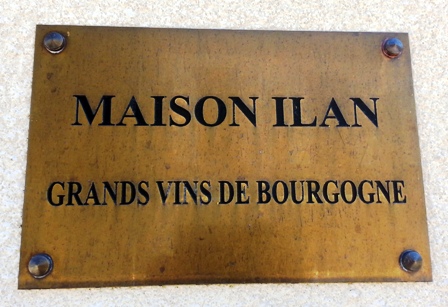 MAISON ILAN
GRANDS VINS DE BOURGOGNE